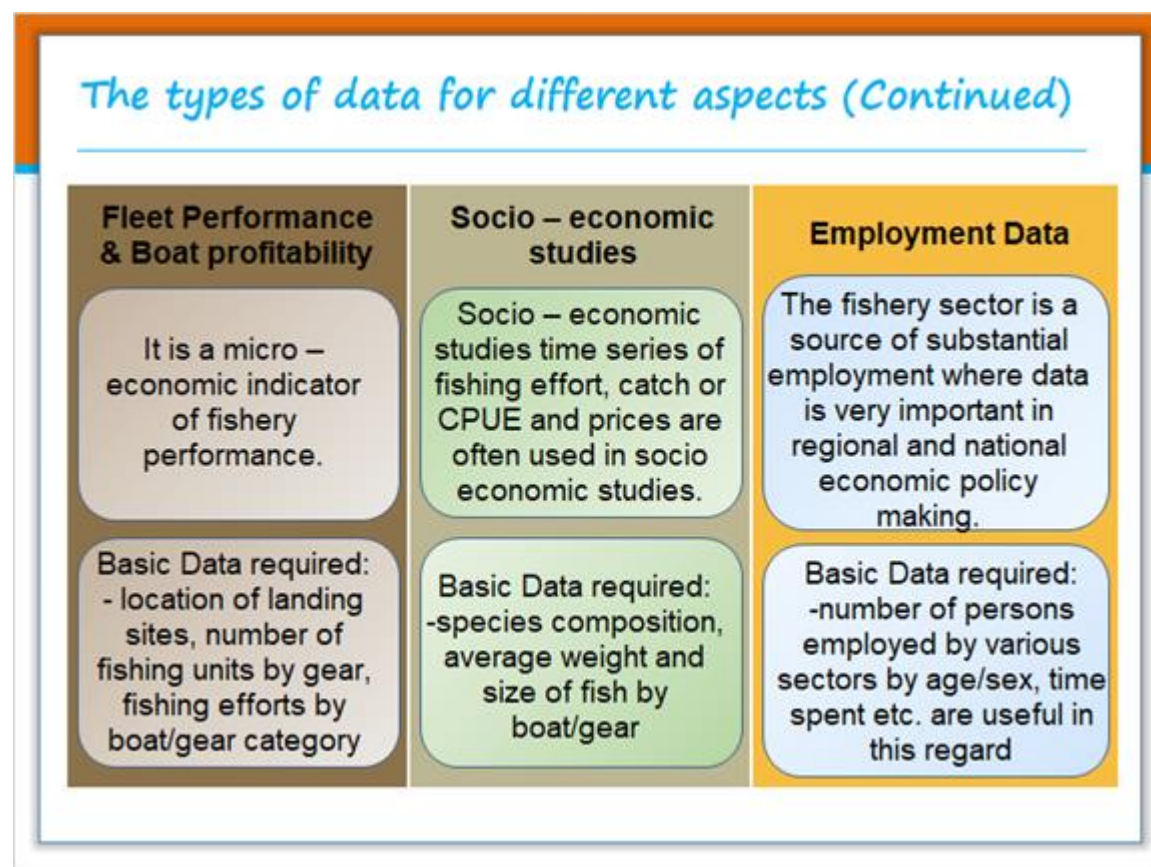 The types of data for different aspects (Continued)
Fleet Performance
& Boat profitability
It is a micro –
economic indicator
of fishery
performance.
Basic Data required:
- location of landing
sites, number of
fishing units by gear,
fishing efforts by
boat/gear category
Socio – economic
studies
Socio – economic
studies time series of
fishing effort, catch or
CPUE and prices are
often used in socio
economic studies.
Basic Data required:
-species composition,
average weight and
size of fish by
boat/gear
Employment Data
The fishery sector is a
source of substantial
employment where data
is very important in
regional and national
economic policy
making.
Basic Data required:
-number of persons
employed by various
sectors by age/sex, time
spent etc. are useful in
this regard